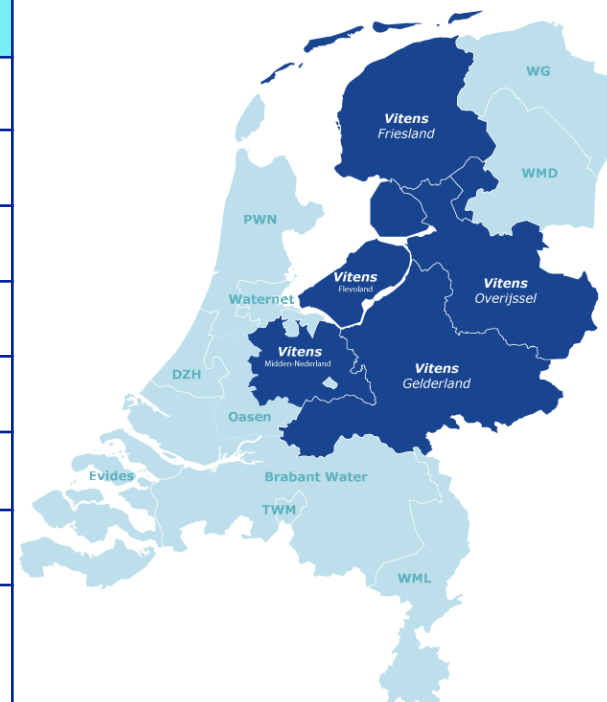 WG
Vitens
Friesland
WMD
PWN
Vitens
Flevoland
Vitens
Overijssel
Waternet
Vitens
Midden-Nederland
Vitens
Gelderland
DZH
Oasen
Evides
Brabant Water
TWM
WML